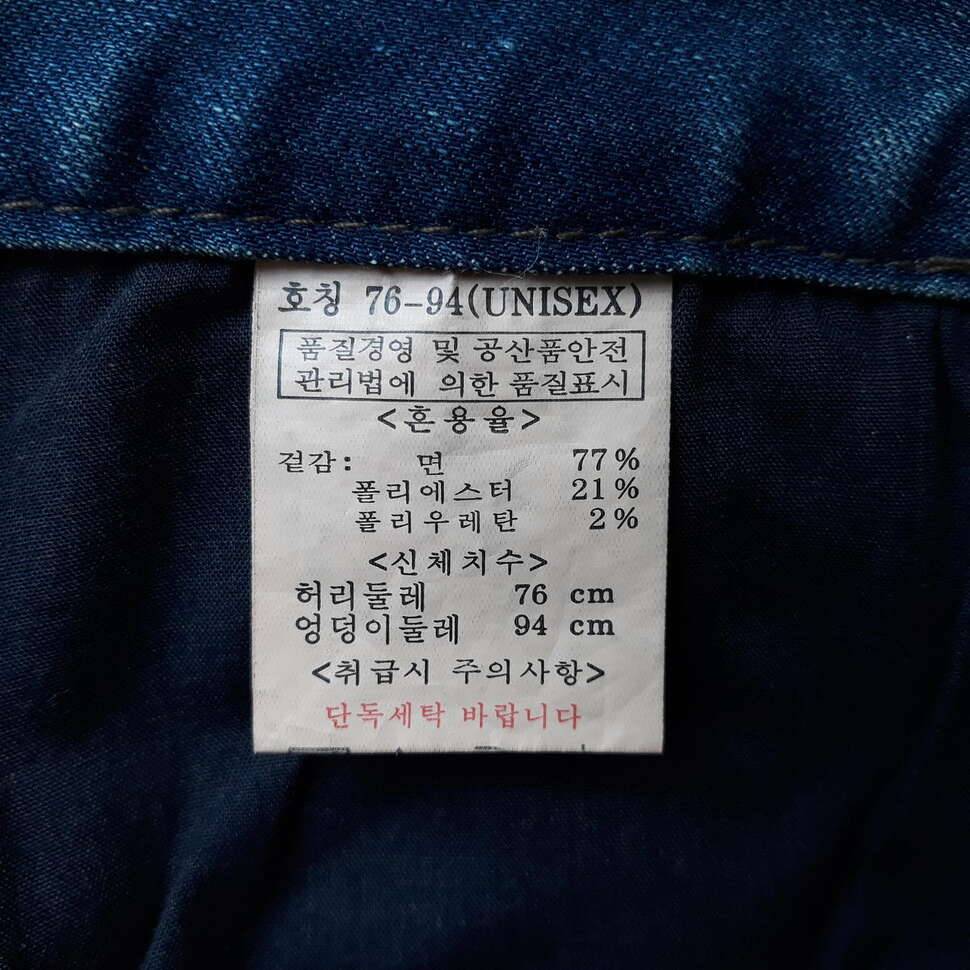 호칭 76-94(UNISEX)
품질경영 및 공산품안전
관리법에 의한 품질표시
<혼용율>
겉감: 면 77%
폴리에스터 21%
폴리우레탄 2%
<신체치수>
허리둘레 76 cm
엉덩이둘레 94 cm
<취급시 주의사항>
단독세탁 바랍니다